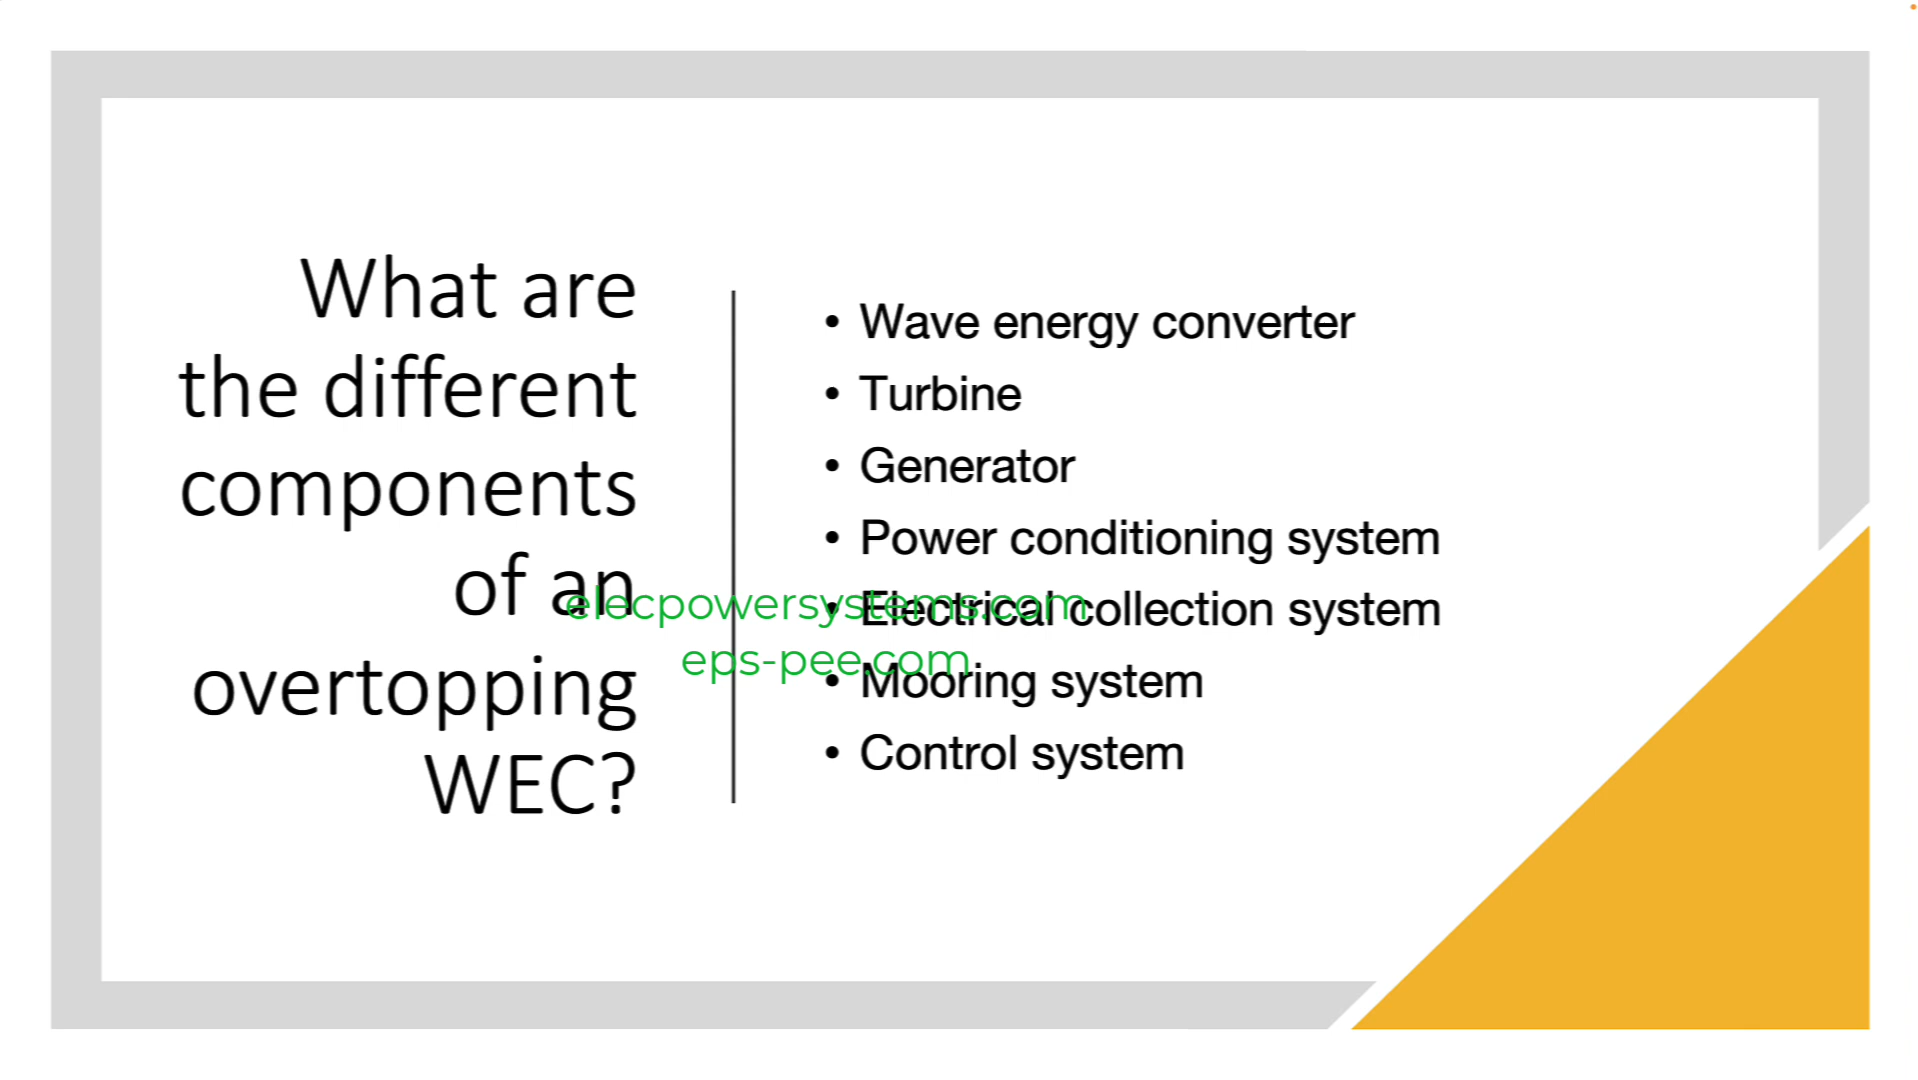 What are
the different
components
of an
overtopping
WEC?
• Wave energy converter
• Turbine
• Generator
• Power conditioning system
• Electrical collection system
• Mooring system
• Control system
elecpowersystems.com
eps-pee.com